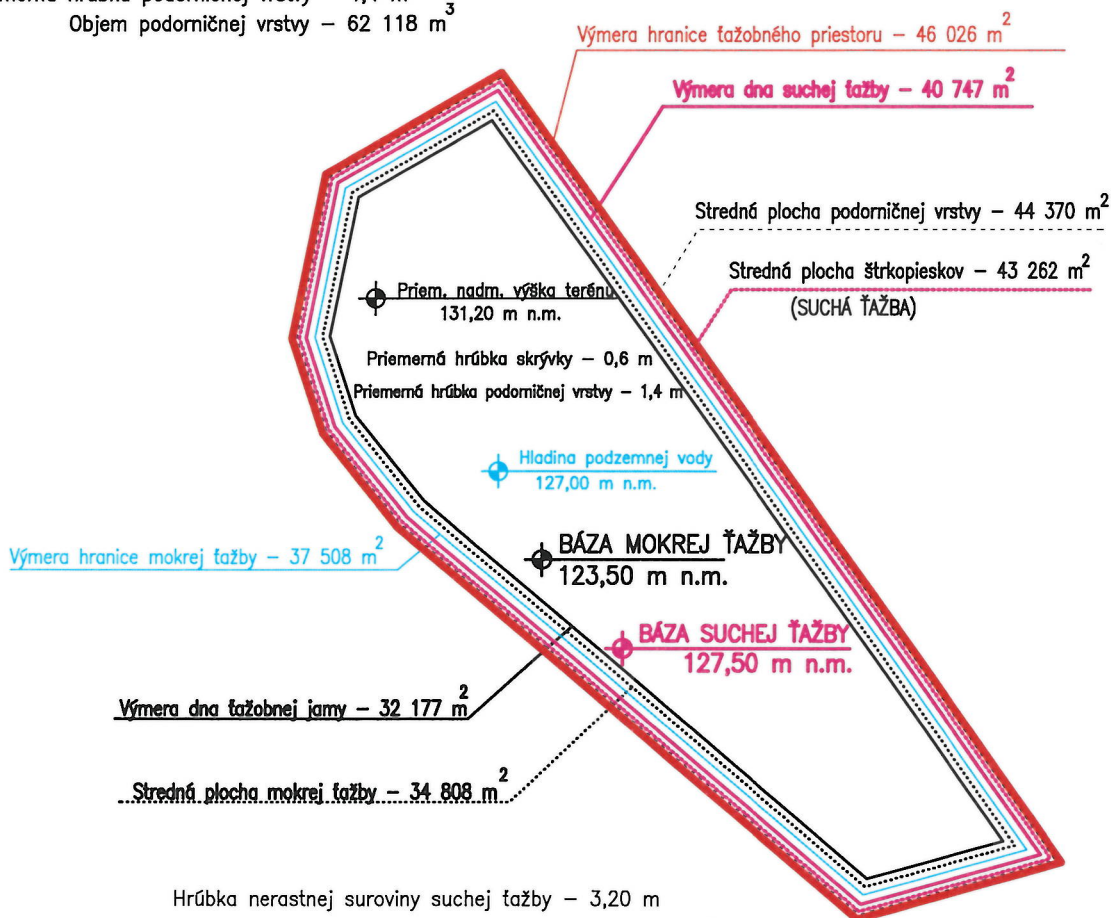 Objem podorničnej vrstvy – 62 118 m³
Výmera hranice ťažobného priestoru – 46 026 m²
Výmera dna suchej ťažby – 40 747 m²
Stredná plocha podorničnej vrstvy – 44 370 m²
Stredná plocha štrkopieskov – 43 262 m²
(SUCHÁ ŤAŽBA)
Priem. nadm. výška terénu
131,20 m n.m.
Priemerná hrúbka skrývky – 0,6 m
Priemerná hrúbka podorničnej vrstvy – 1,4 m
Hladina podzemnej vody
127,00 m n.m.
Výmera hranice mokrej ťažby – 37 508 m²
BÁZA MOKREJ ŤAŽBY
123,50 m n.m.
BÁZA SUCHEJ ŤAŽBY
127,50 m n.m.
Výmera dna ťažobnej jamy – 32 177 m²
Stredná plocha mokrej ťažby – 34 808 m²
Hrúbka nerastnej suroviny suchej ťažby – 3,20 m